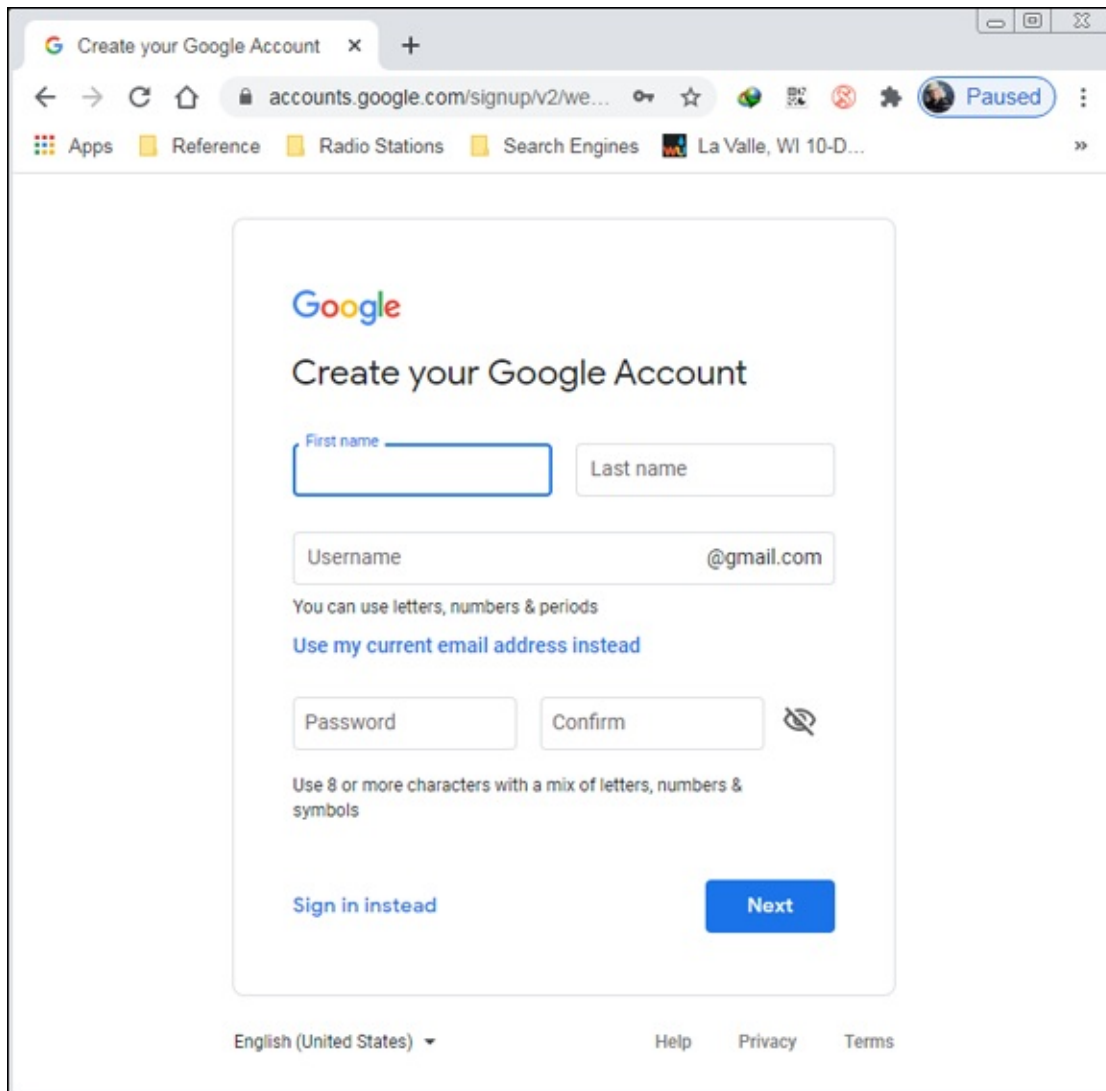 Create your Google Account
accounts.google.com/signup/v2/we... Paused
Apps Reference Radio Stations Search Engines La Valle, WI 10-D... »
Google
Create your Google Account
First name
Last name
Username @gmail.com
You can use letters, numbers & periods
Use my current email address instead
Password Confirm
Use 8 or more characters with a mix of letters, numbers &
symbols
Sign in instead Next
English (United States) Help Privacy Terms